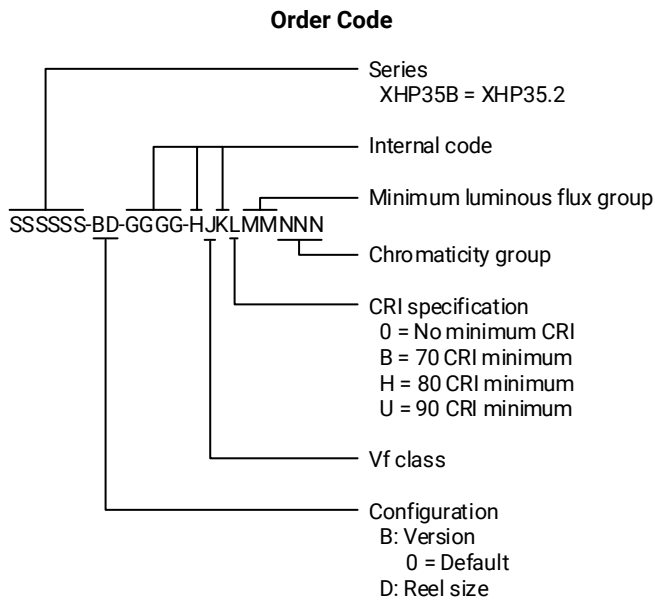 Order Code
Series
XHP35B = XHP35.2
Internal code
Minimum luminous flux group
SSSSSS-BD-GGGG-HJKLMMNNN
Chromaticity group
CRI specification
0 = No minimum CRI
B = 70 CRI minimum
H = 80 CRI minimum
U = 90 CRI minimum
Vf class
Configuration
B: Version
0 = Default
D: Reel size